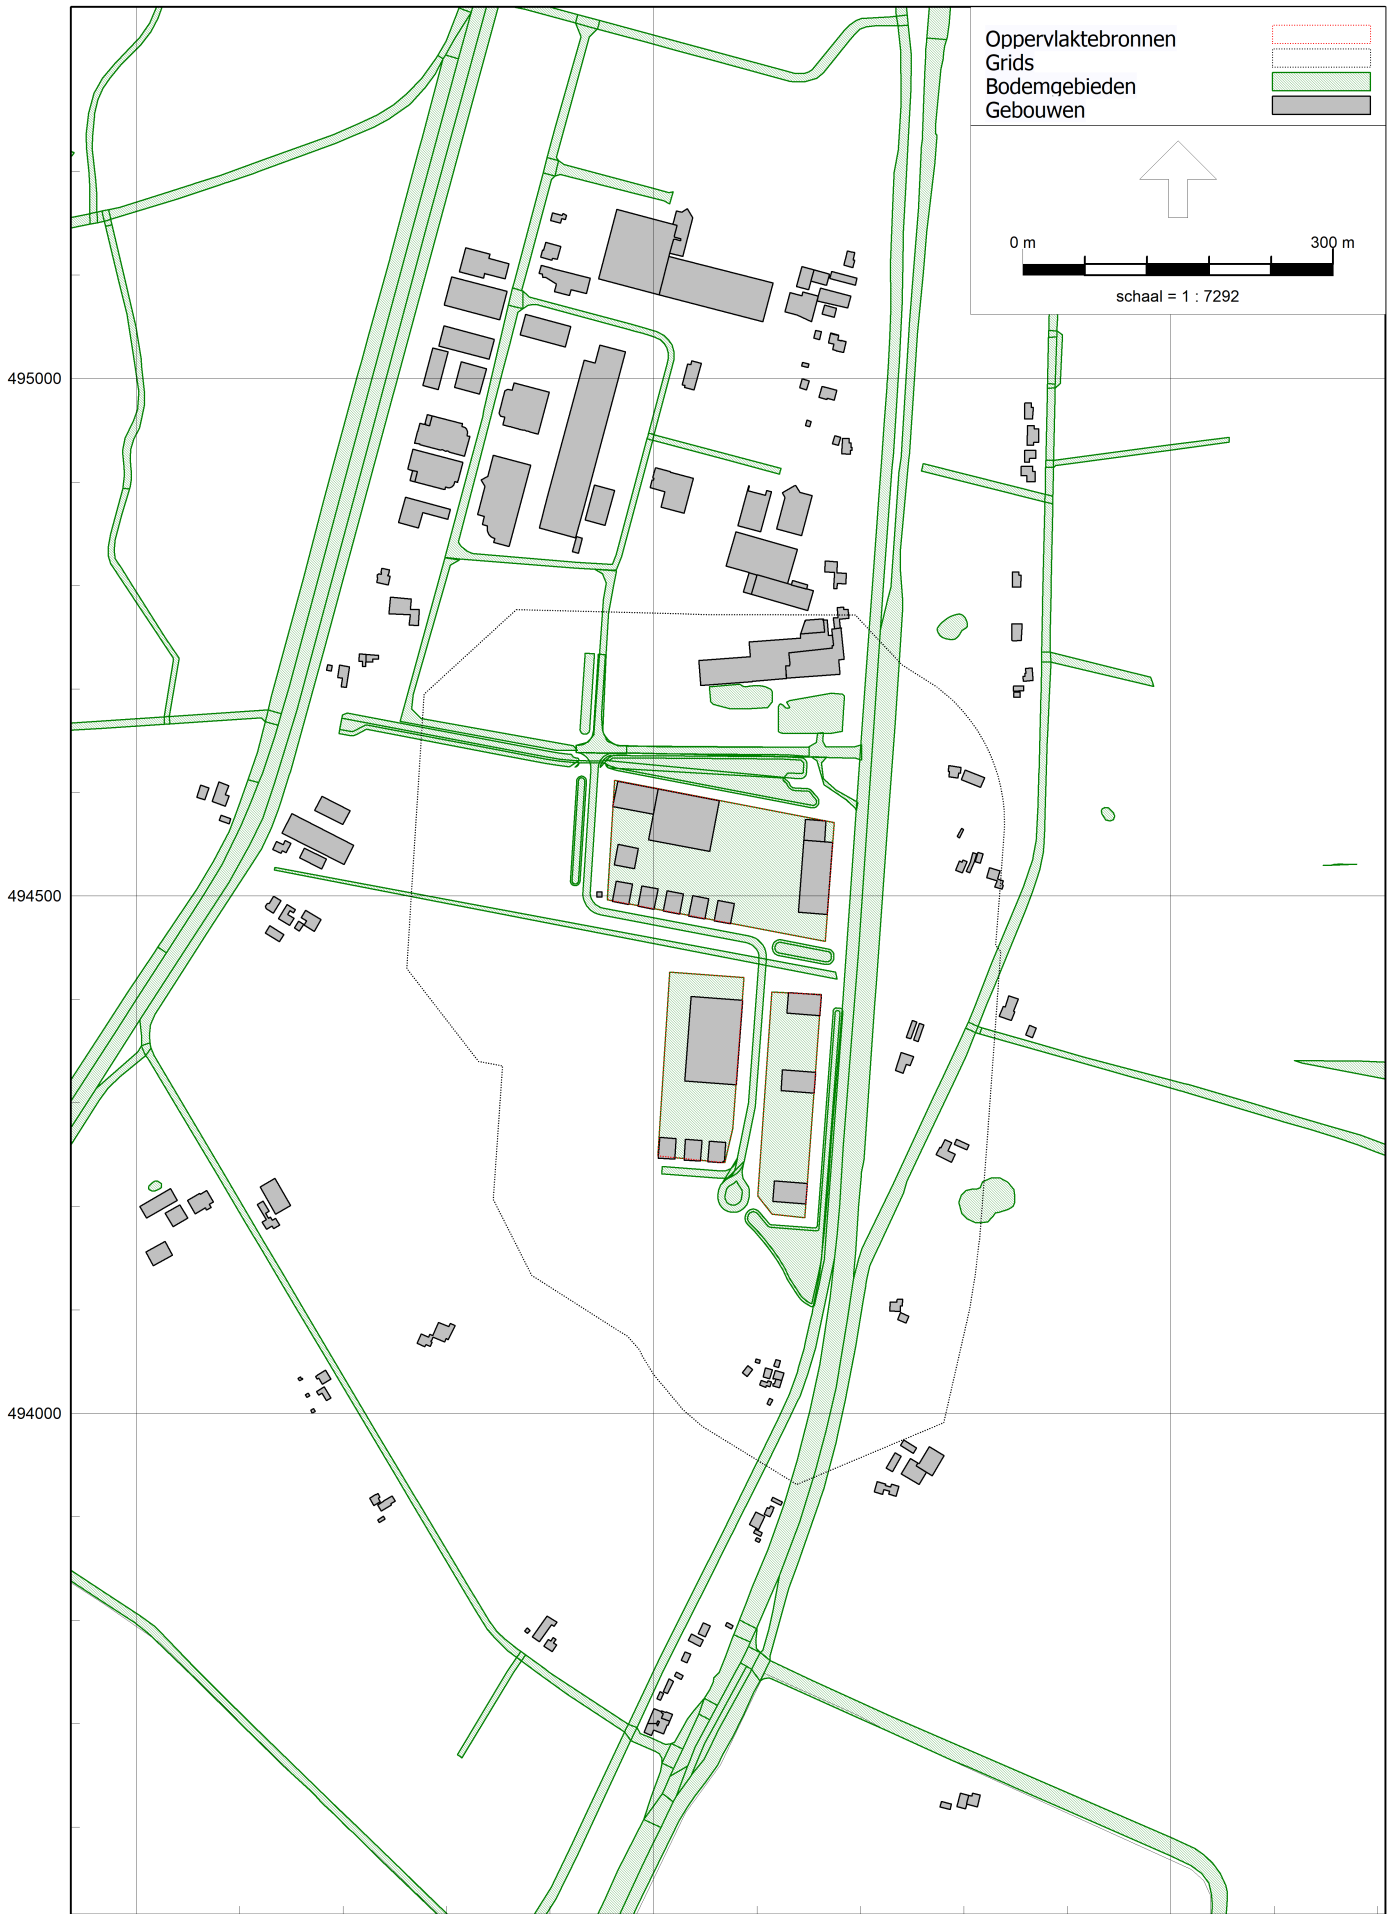 Oppervlaktebronnen
Grids
Bodemgebieden
Gebouwen
0 m 300 m
schaal = 1 : 7292
495000
494500
494000